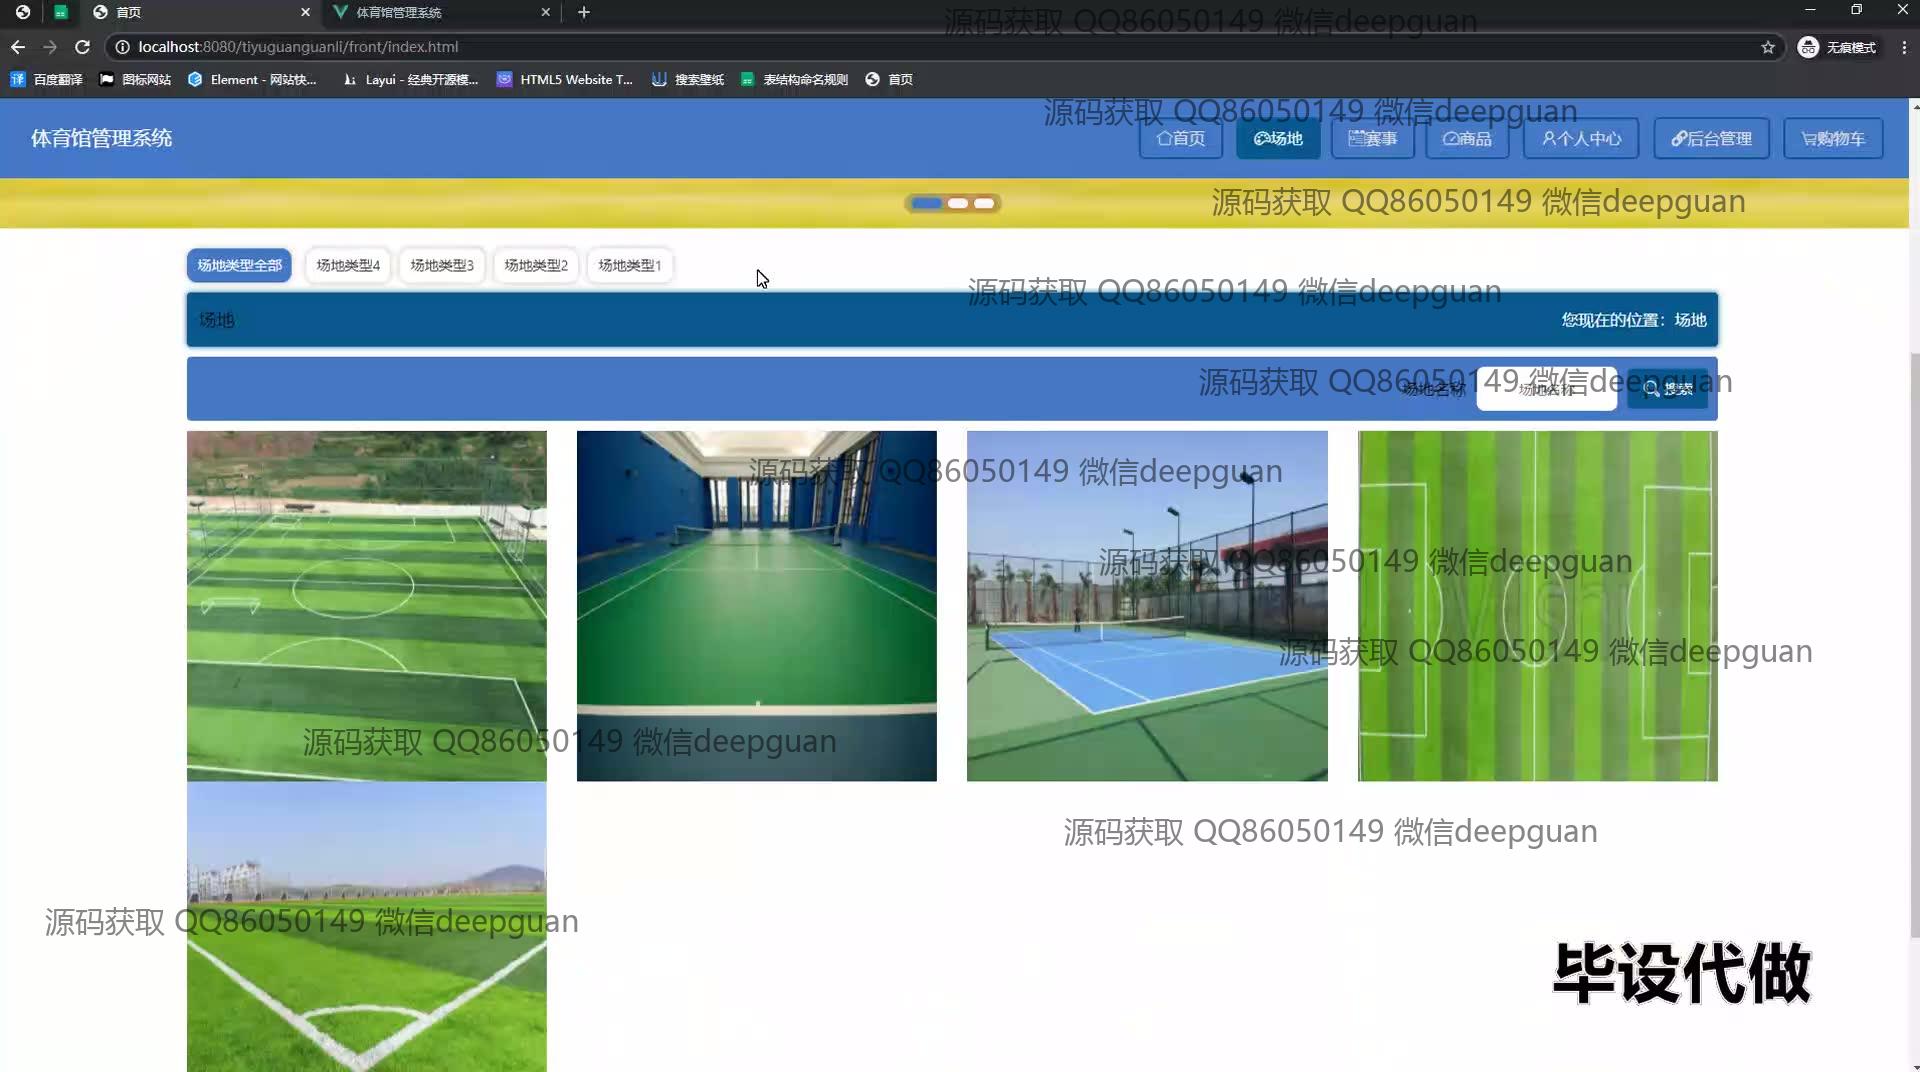 首页
体育馆管理系统
localhost:8080/tiyuguanguanli/front/index.html
无痕模式
百度翻译
图标网站
Element - 网站快...
Layui - 经典开源模...
HTML5 Website T...
搜索壁纸
表结构命名规则
首页
源码获取 QQ86050149 微信deepguan
源码获取 QQ86050149 微信deepguan
体育馆管理系统
首页
场地
赛事
商品
个人中心
后台管理
购物车
源码获取 QQ86050149 微信deepguan
场地类型全部
场地类型4
场地类型3
场地类型2
场地类型1
源码获取 QQ86050149 微信deepguan
场地
您现在的位置：场地
源码获取 QQ86050149 微信deepguan
场地名称
场地名称
搜索
源码获取 QQ86050149 微信deepguan
源码获取 QQ86050149 微信deepguan
源码获取 QQ86050149 微信deepguan
源码获取 QQ86050149 微信deepguan
源码获取 QQ86050149 微信deepguan
源码获取 QQ86050149 微信deepguan
毕设代做